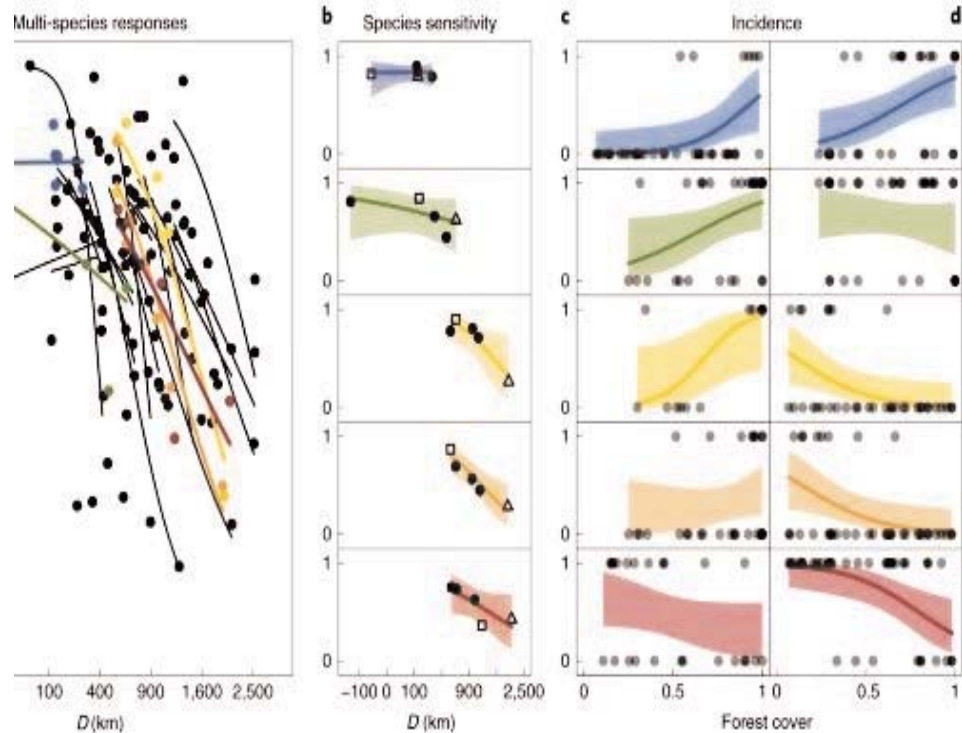 Multi-species responses
b
Species sensitivity
c
Incidence
d
1
0
1
0
1
0
1
0
1
0
1
0
1
0
1
0
1
0
1
0
100 400 900 1,600 2,500
D (km)
−100 0 100 900 2,500
D (km)
0 0.5 1 0.5 1
0
Forest cover